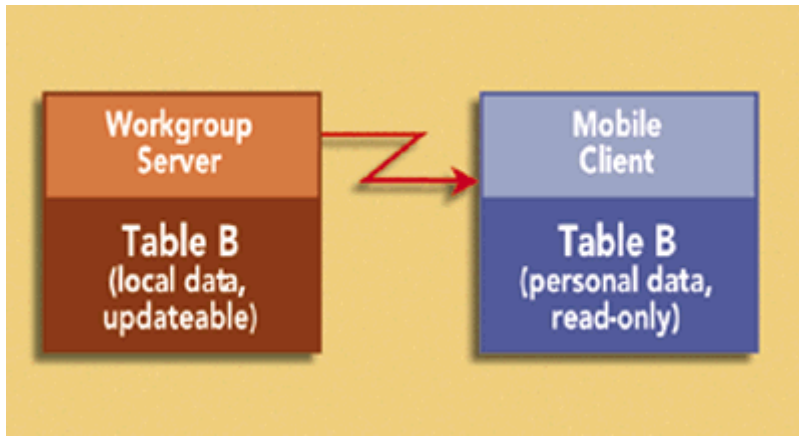 Workgroup
Server
Table B
(local data,
updateable)
Mobile
Client
Table B
(personal data,
read-only)